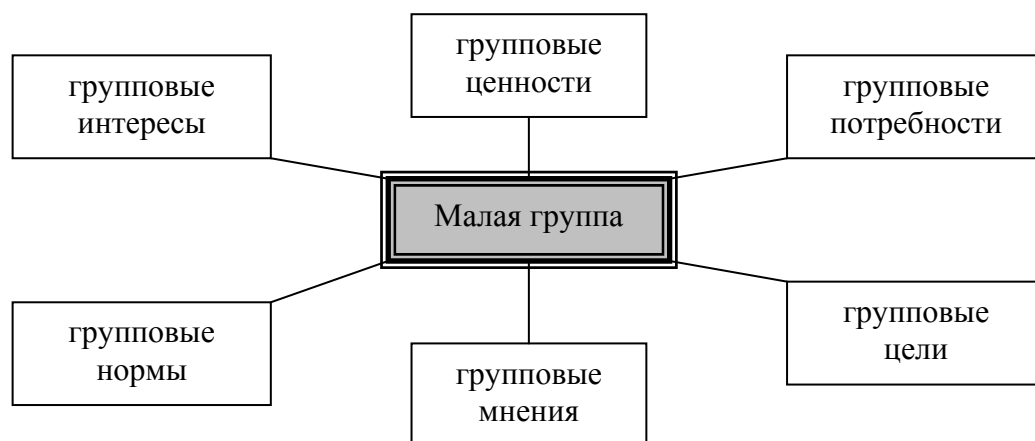 групповые
ценности
групповые
интересы
групповые
потребности
Малая группа
групповые
нормы
групповые
мнения
групповые
цели